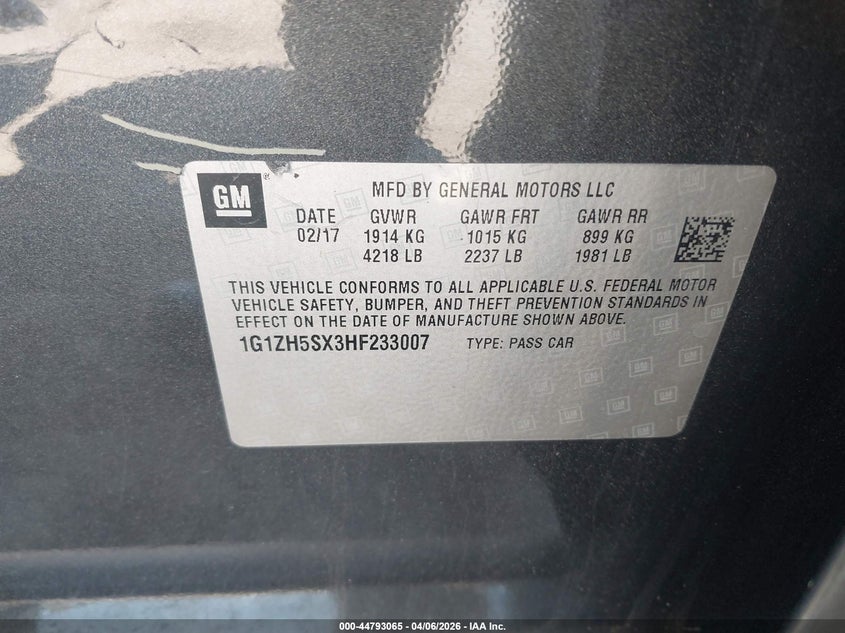 GM
MFD BY GENERAL MOTORS LLC
DATE GVWR GAWR FRT GAWR RR
02/17 1914 KG 1015 KG 899 KG
4218 LB 2237 LB 1981 LB
THIS VEHICLE CONFORMS TO ALL APPLICABLE U.S. FEDERAL MOTOR
VEHICLE SAFETY, BUMPER, AND THEFT PREVENTION STANDARDS IN
EFFECT ON THE DATE OF MANUFACTURE SHOWN ABOVE.
1G1ZH5SX3HF233007 TYPE: PASS CAR
000-44793065 - 04/06/2026 - IAA Inc.